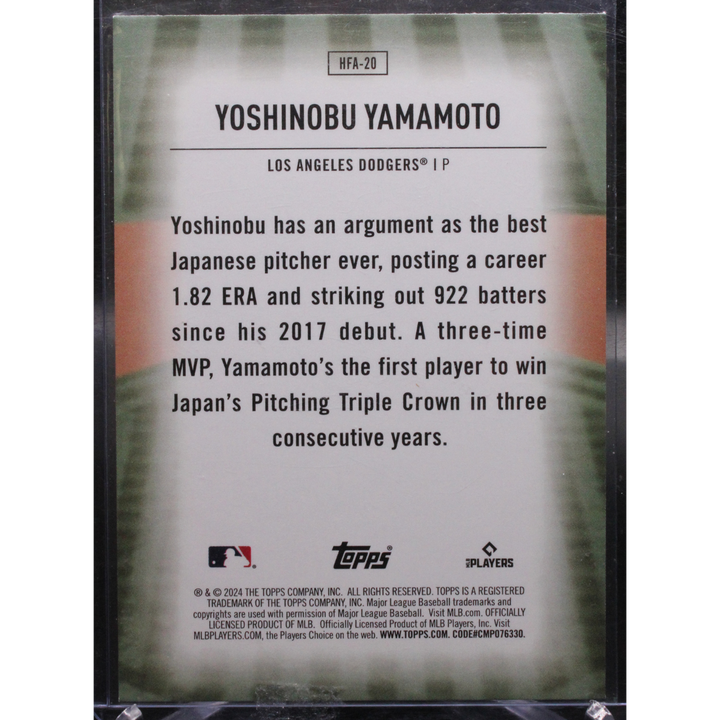 HFA-20
YOSHINOBU YAMAMOTO
LOS ANGELES DODGERS® | P
Yoshinobu has an argument as the best
Japanese pitcher ever, posting a career
1.82 ERA and striking out 922 batters
since his 2017 debut. A three-time
MVP, Yamamoto's the first player to win
Japan's Pitching Triple Crown in three
consecutive years.
TOPPS®
MLB PLAYERS
® & © 2024 THE TOPPS COMPANY, INC. ALL RIGHTS RESERVED. TOPPS IS A REGISTERED
TRADEMARK OF THE TOPPS COMPANY, INC. Major League Baseball trademarks and
copyrights are used with permission of Major League Baseball. Visit MLB.com. OFFICIALLY
LICENSED PRODUCT OF MLB. Officially Licensed Product of MLB Players, Inc. Visit
MLBPLAYERS.COM, the Players Choice on the web. WWW.TOPPS.COM. CODE#CMP076330.